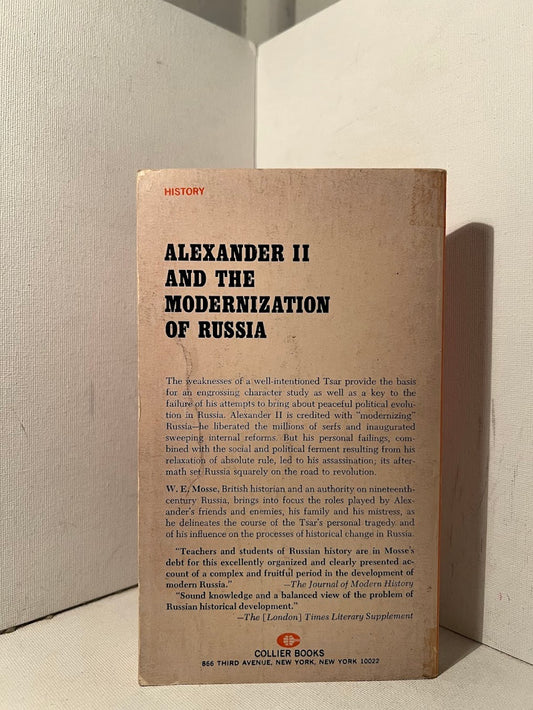 HISTORY
ALEXANDER II
AND THE
MODERNIZATION
OF RUSSIA
The weaknesses of a well-intentioned Tsar provide the basis
for an engrossing character study as well as a key to the
failure of his attempts to bring about peaceful political evolu-
tion in Russia. Alexander II is credited with "modernizing"
Russia—he liberated the millions of serfs and inaugurated
sweeping internal reforms. But his personal failings, com-
bined with the social and political ferment resulting from his
relaxation of absolute rule, led to his assassination; its after-
math set Russia squarely on the road to revolution.
W. E. Mosse, British historian and an authority on nineteenth-
century Russia, brings into focus the roles played by Alex-
ander's friends and enemies, his family and his mistress, as
he delineates the course of the Tsar's personal tragedy and
of his influence on the processes of historical change in Russia.
"Teachers and students of Russian history are in Mosse's
debt for this excellently organized and clearly presented ac-
count of a complex and fruitful period in the development of
modern Russia." —The Journal of Modern History
"Sound knowledge and a balanced view of the problem of
Russian historical development."
—The [London] Times Literary Supplement
COLLIER BOOKS
866 THIRD AVENUE, NEW YORK, NEW YORK 10022